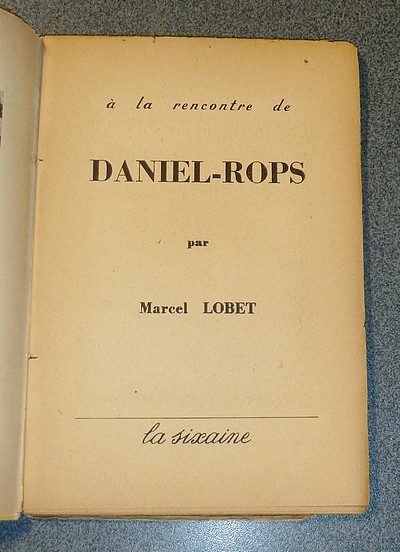 à la rencontre de
DANIEL-ROPS
par
Marcel LOBET
la sixaine